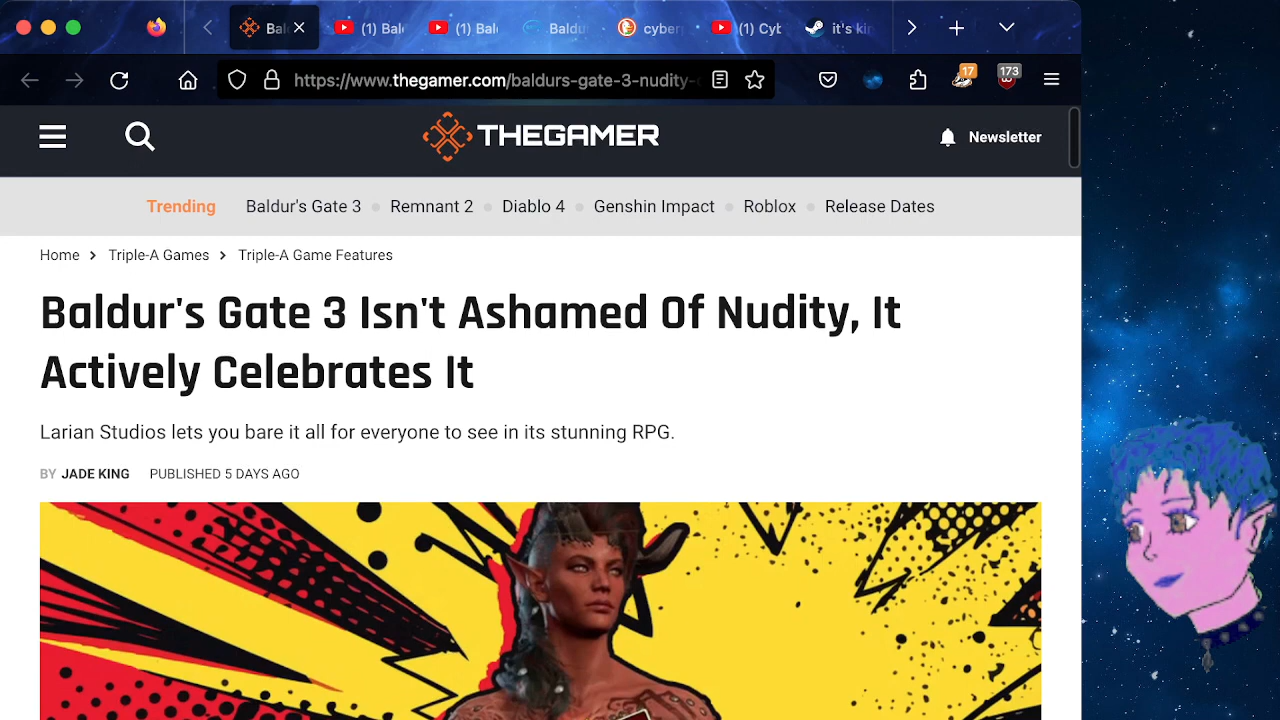 Bal
(1) Bal
(1) Bal
Baldu
cyber
(1) Cyb
it's kin
https://www.thegamer.com/baldurs-gate-3-nudity-
17
173
THEGAMER
Newsletter
Trending
Baldur's Gate 3
Remnant 2
Diablo 4
Genshin Impact
Roblox
Release Dates
Home > Triple-A Games > Triple-A Game Features
Baldur's Gate 3 Isn't Ashamed Of Nudity, It
Actively Celebrates It
Larian Studios lets you bare it all for everyone to see in its stunning RPG.
BY JADE KING PUBLISHED 5 DAYS AGO